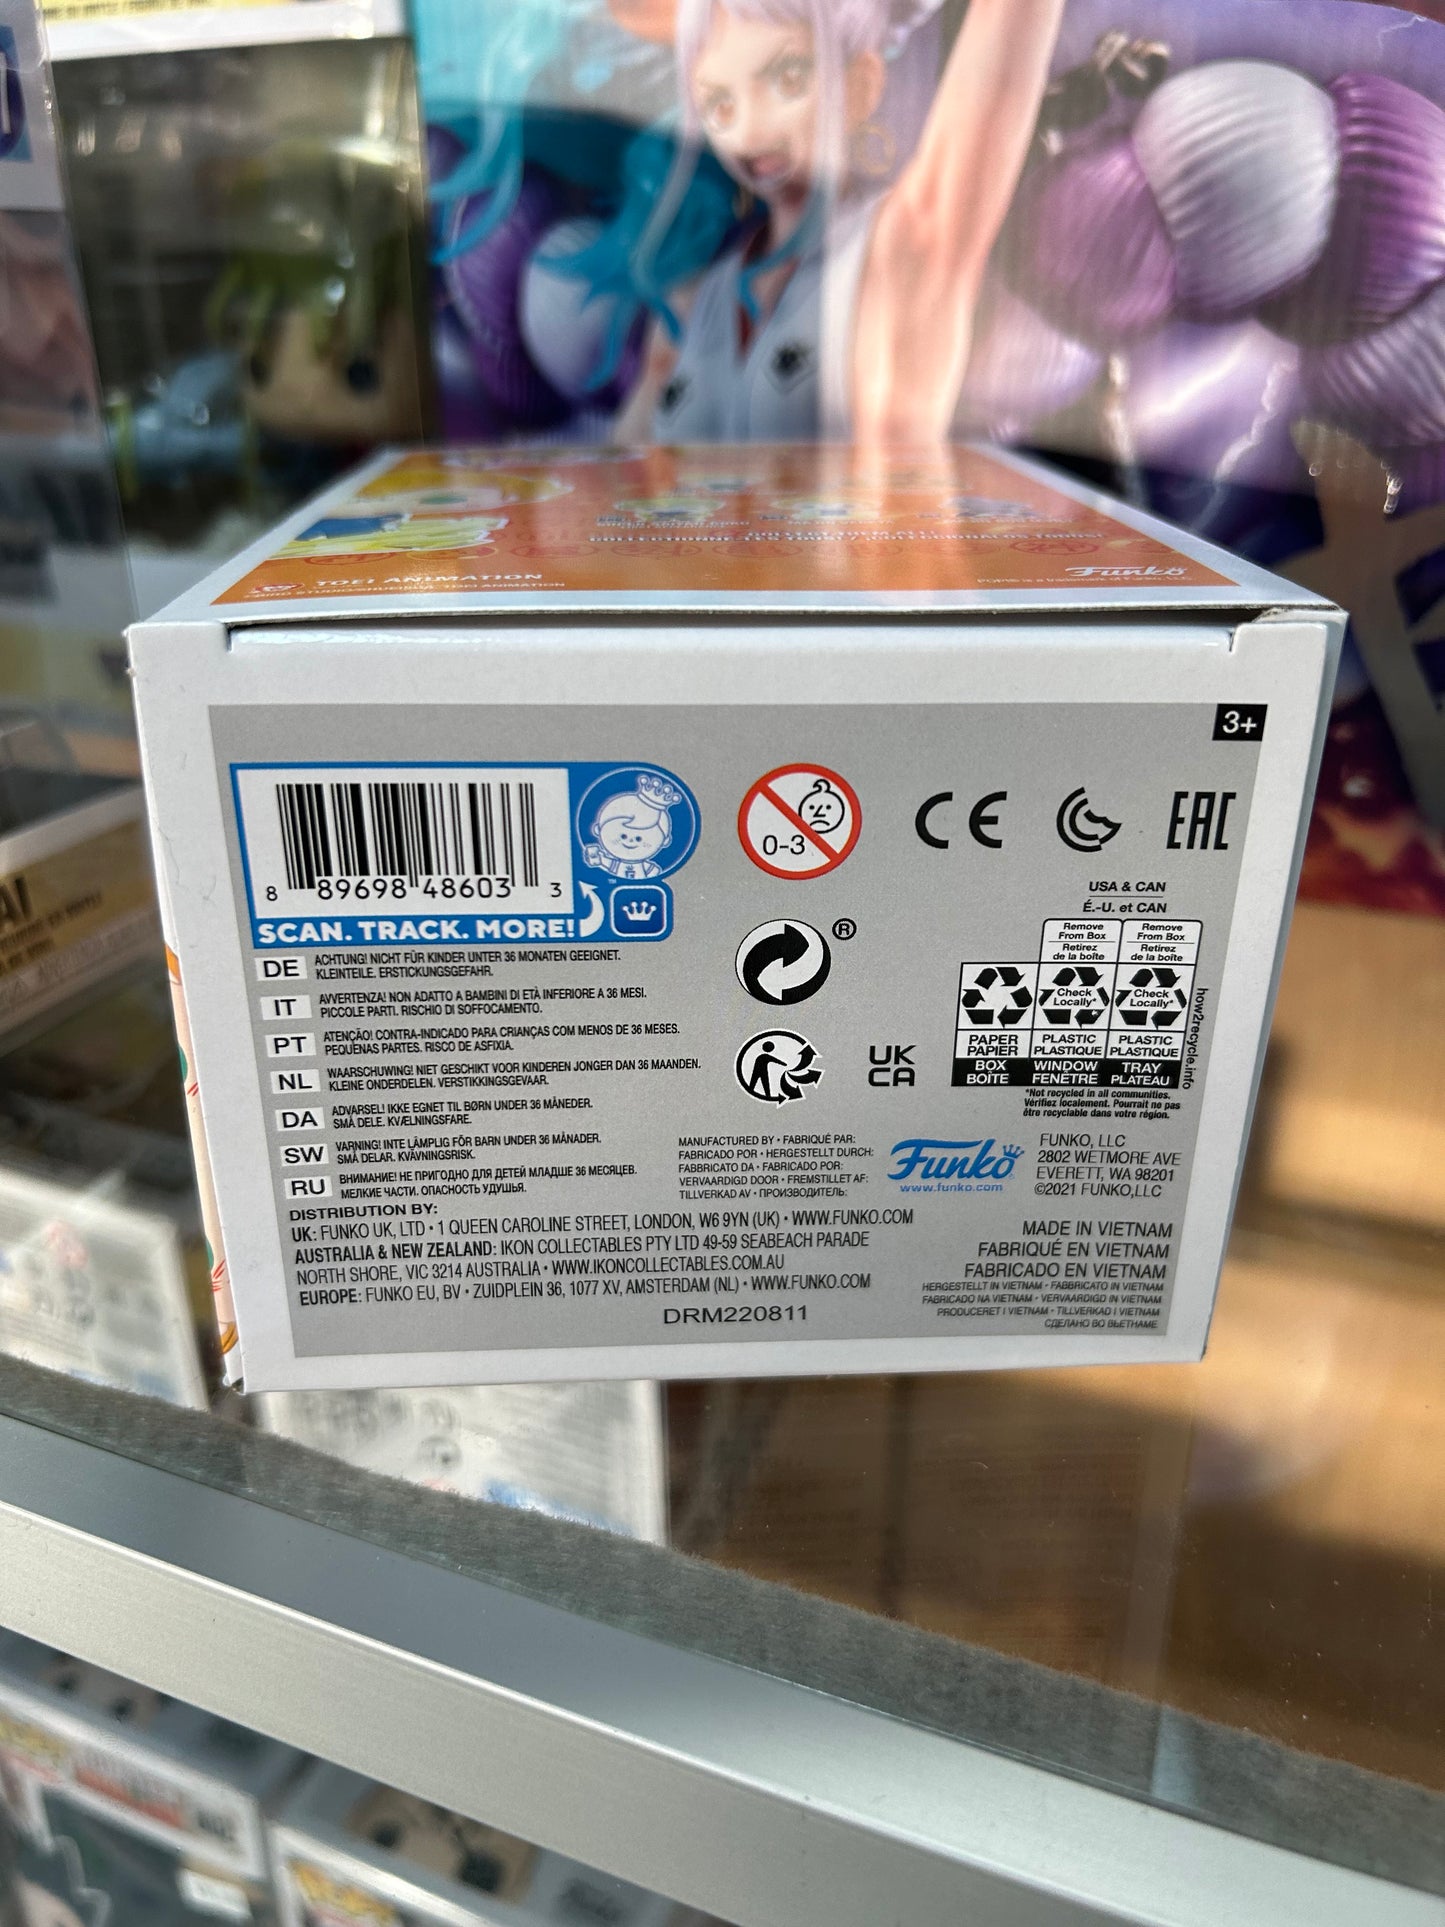 TOEI ANIMATION
Funko
3+
8 89698 48603 3
SCAN. TRACK. MORE!
0-3
CE
EAC
USA & CAN
É.-U. et CAN
Remove
From Box
Retirez
de la boîte
Remove
From Box
Retirez
de la boîte
Check
Locally*
Check
Locally*
PAPER
PAPIER
PLASTIC
PLASTIQUE
PLASTIC
PLASTIQUE
BOX
BOÎTE
WINDOW
FENÊTRE
TRAY
PLATEAU
how2recycle.info
*Not recycled in all communities.
Vérifiez localement. Pourrait ne pas
être recyclable dans votre région.
®
UK
CA
DE ACHTUNG! NICHT FÜR KINDER UNTER 36 MONATEN GEEIGNET.
KLEINTEILE. ERSTICKUNGSGEFAHR.
IT AVVERTENZA! NON ADATTO A BAMBINI DI ETÀ INFERIORE A 36 MESI.
PICCOLE PARTI. RISCHIO DI SOFFOCAMENTO.
PT ATENÇÃO! CONTRA-INDICADO PARA CRIANÇAS COM MENOS DE 36 MESES.
PEQUENAS PARTES. RISCO DE ASFIXIA.
NL WAARSCHUWING! NIET GESCHIKT VOOR KINDEREN JONGER DAN 36 MAANDEN.
KLEINE ONDERDELEN. VERSTIKKINGSGEVAAR.
DA ADVARSEL! IKKE EGNET TIL BØRN UNDER 36 MÅNEDER.
SMÅ DELE. KVÆLNINGSFARE.
SW VARNING! INTE LÄMPLIG FÖR BARN UNDER 36 MÅNADER.
SMÅ DELAR. KVÄVNINGSRISK.
RU ВНИМАНИЕ! НЕ ПРИГОДНО ДЛЯ ДЕТЕЙ МЛАДШЕ 36 МЕСЯЦЕВ.
МЕЛКИЕ ЧАСТИ. ОПАСНОСТЬ УДУШЬЯ.
MANUFACTURED BY • FABRIQUÉ PAR:
FABRICADO POR • HERGESTELLT DURCH:
FABBRICATO DA • FABRICADO POR:
VERVAARDIGD DOOR • FREMSTILLET AF:
TILLVERKAD AV • ПРОИЗВОДИТЕЛЬ:
Funko
www.funko.com
FUNKO, LLC
2802 WETMORE AVE
EVERETT, WA 98201
©2021 FUNKO,LLC
DISTRIBUTION BY:
UK: FUNKO UK, LTD • 1 QUEEN CAROLINE STREET, LONDON, W6 9YN (UK) • WWW.FUNKO.COM
AUSTRALIA & NEW ZEALAND: IKON COLLECTABLES PTY LTD 49-59 SEABEACH PARADE
NORTH SHORE, VIC 3214 AUSTRALIA • WWW.IKONCOLLECTABLES.COM.AU
EUROPE: FUNKO EU, BV • ZUIDPLEIN 36, 1077 XV, AMSTERDAM (NL) • WWW.FUNKO.COM
DRM220811
MADE IN VIETNAM
FABRIQUÉ EN VIETNAM
FABRICADO EN VIETNAM
HERGESTELLT IN VIETNAM • FABBRICATO IN VIETNAM
FABRICADO NA VIETNAM • VERVAARDIGD IN VIETNAM
PRODUCERET I VIETNAM • TILLVERKAD I VIETNAM
СДЕЛАНО ВО ВЬЕТНАМЕ